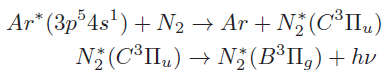 Ar*(3p⁵4s¹) + N₂ → Ar + N₂*(C³Πᵤ)
N₂*(C³Πᵤ) → N₂*(B³Π_g) + hν